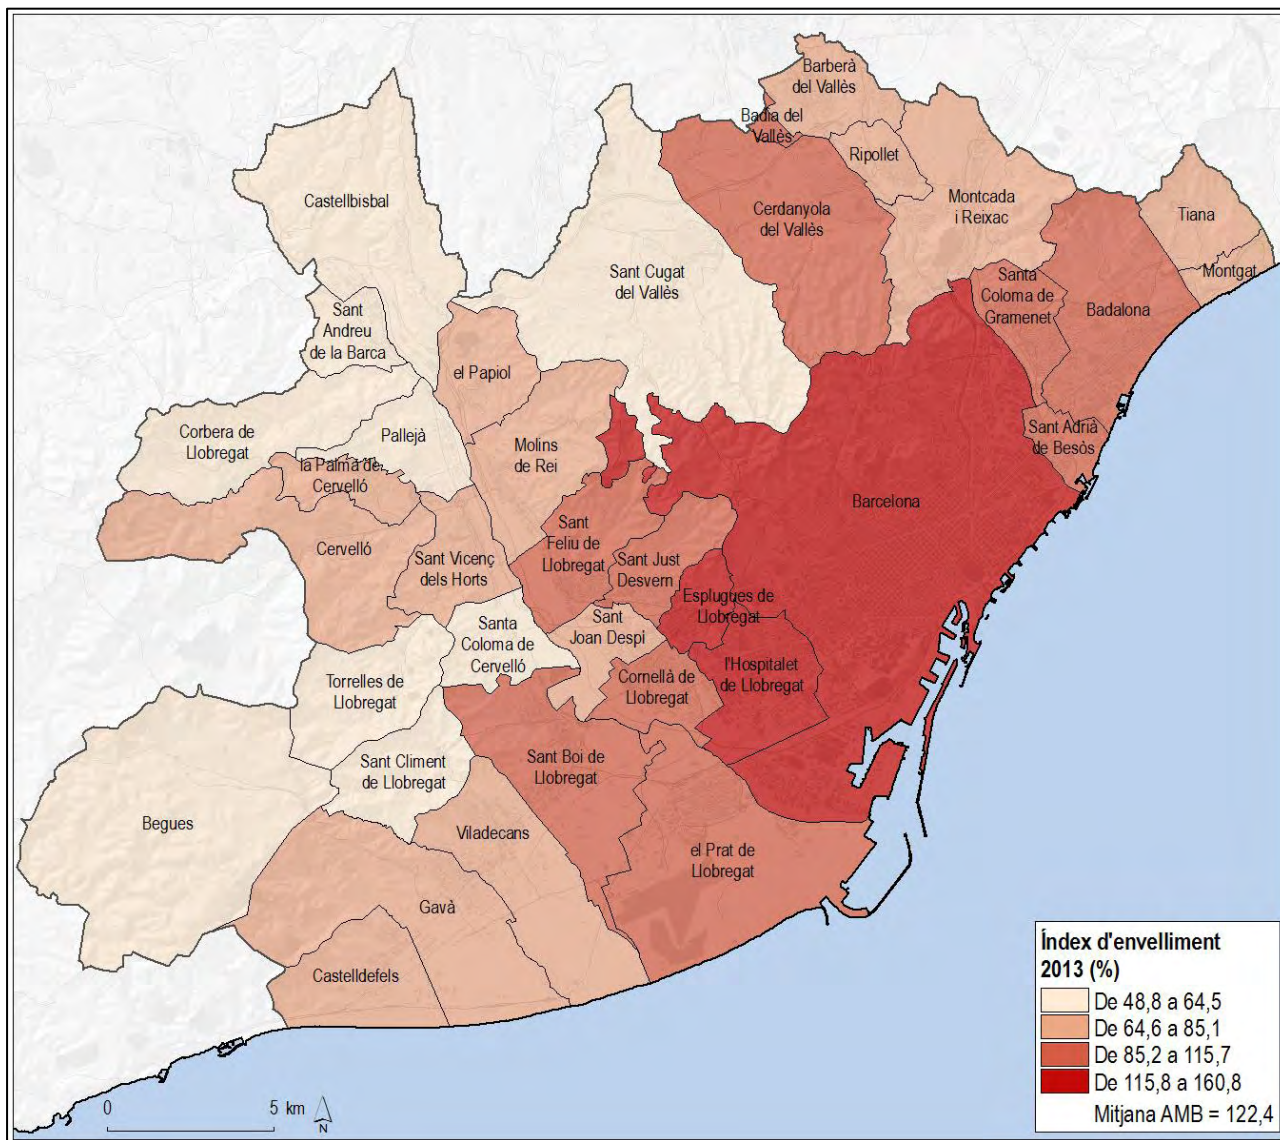 Barberà
del Vallès
Badia del
Vallès
Ripollet
Castellbisbal
Cerdanyola
del Vallès
Montcada
i Reixac
Tiana
Montgat
Sant Cugat
del Vallès
Santa
Coloma de
Gramenet
Badalona
Sant
Andreu
de la Barca
el Papiol
Corbera de
Llobregat
Pallejà
Molins
de Rei
Sant Adrià
de Besòs
la Palma de
Cervelló
Barcelona
Cervelló
Sant Vicenç
dels Horts
Sant
Feliu de
Llobregat
Sant Just
Desvern
Esplugues de
Llobregat
Santa
Coloma de
Cervelló
Sant
Joan Despi
Torrelles de
Llobregat
Cornellà de
Llobregat
l'Hospitalet
de Llobregat
Sant Climent
de Llobregat
Sant Boi de
Llobregat
Begues
Viladecans
el Prat de
Llobregat
Gavà
Castelldefels
Índex d'envelliment
2013 (%)
De 48,8 a 64,5
De 64,6 a 85,1
De 85,2 a 115,7
De 115,8 a 160,8
Mitjana AMB = 122,4
0 5 km
N